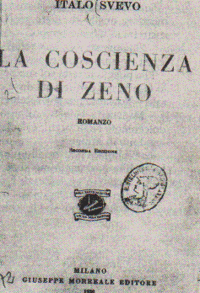 ITALO SVEVO
LA COSCIENZA
DI ZENO
ROMANZO
SECONDA EDIZIONE
MILANO
GIUSEPPE MORREALE EDITORE